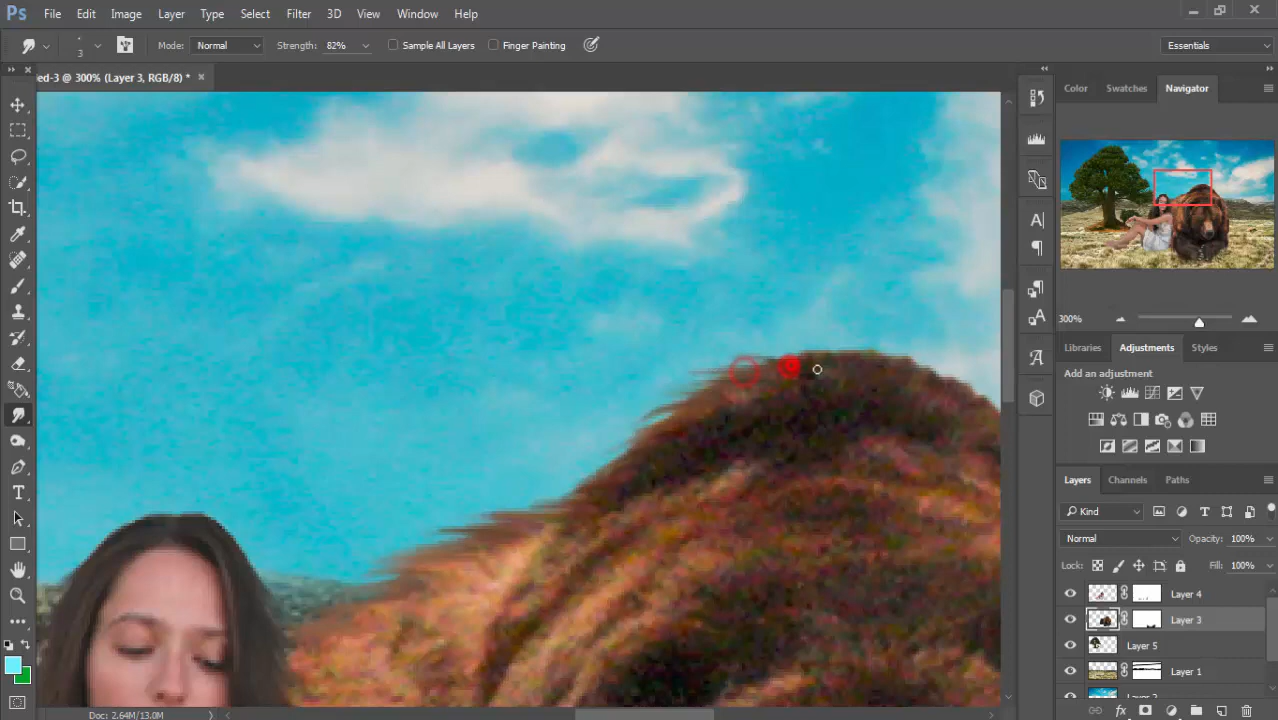 Ps File Edit Image Layer Type Select Filter 3D View Window Help
3 Mode: Normal Strength: 82% Sample All Layers Finger Painting Essentials
ed-3 @ 300% (Layer 3, RGB/8) * ×
Color Swatches Navigator
300%
Libraries Adjustments Styles
Add an adjustment
Layers Channels Paths
Kind
Normal Opacity: 100%
Lock: Fill: 100%
Layer 4
Layer 3
Layer 5
Layer 1
Layer 2
Doc: 2.64M/13.0M